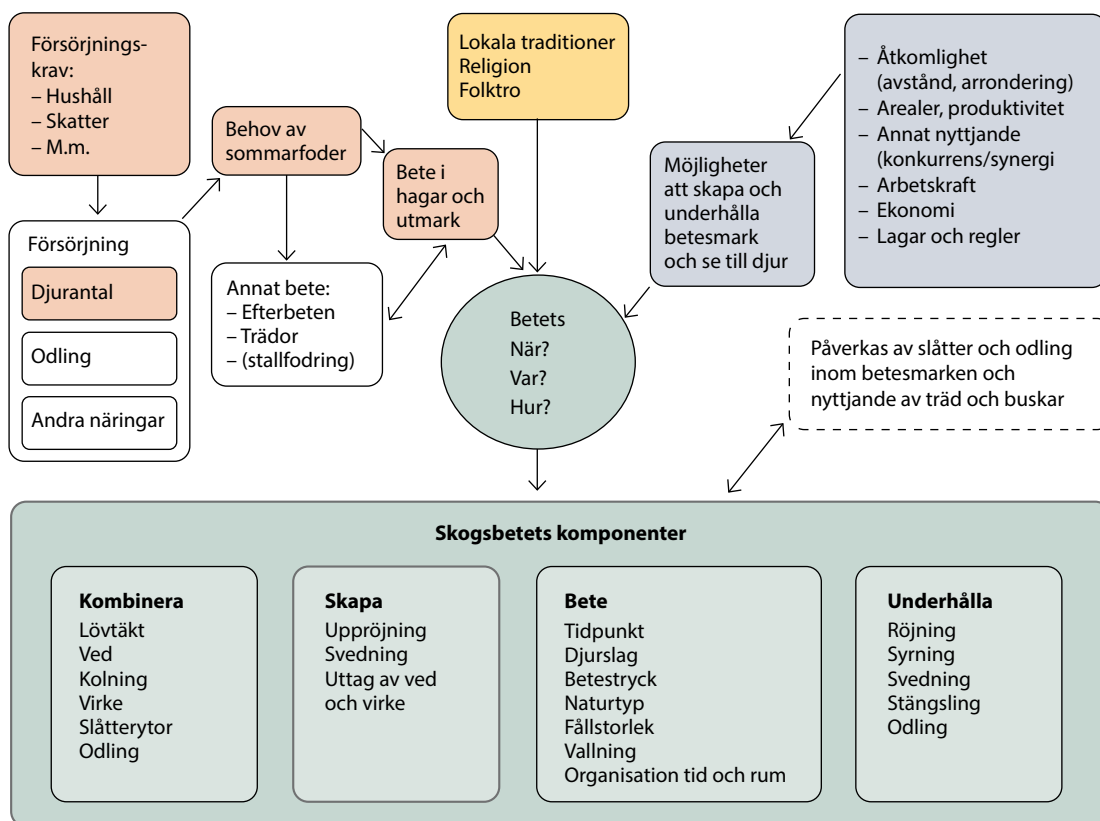 Försörjnings-
krav:
– Hushåll
– Skatter
– M.m.
Försörjning
Djurantal
Odling
Andra näringar
Behov av
sommarfoder
Annat bete:
– Efterbeten
– Trädor
– (stallfodring)
Bete i
hagar och
utmark
Lokala traditioner
Religion
Folktro
Betets
När?
Var?
Hur?
Möjligheter
att skapa och
underhålla
betesmark
och se till djur
– Åtkomlighet
(avstånd, arrondering)
– Arealer, produktivitet
– Annat nyttjande
(konkurrens/synergi
– Arbetskraft
– Ekonomi
– Lagar och regler
Påverkas av slåtter och odling
inom betesmarken och
nyttjande av träd och buskar
Skogsbetets komponenter
Kombinera
Lövtäkt
Ved
Kolning
Virke
Slåtterytor
Odling
Skapa
Uppröjning
Svedning
Uttag av ved
och virke
Bete
Tidpunkt
Djurslag
Betestryck
Naturtyp
Fållstorlek
Vallning
Organisation tid och rum
Underhålla
Röjning
Syrning
Svedning
Stängsling
Odling